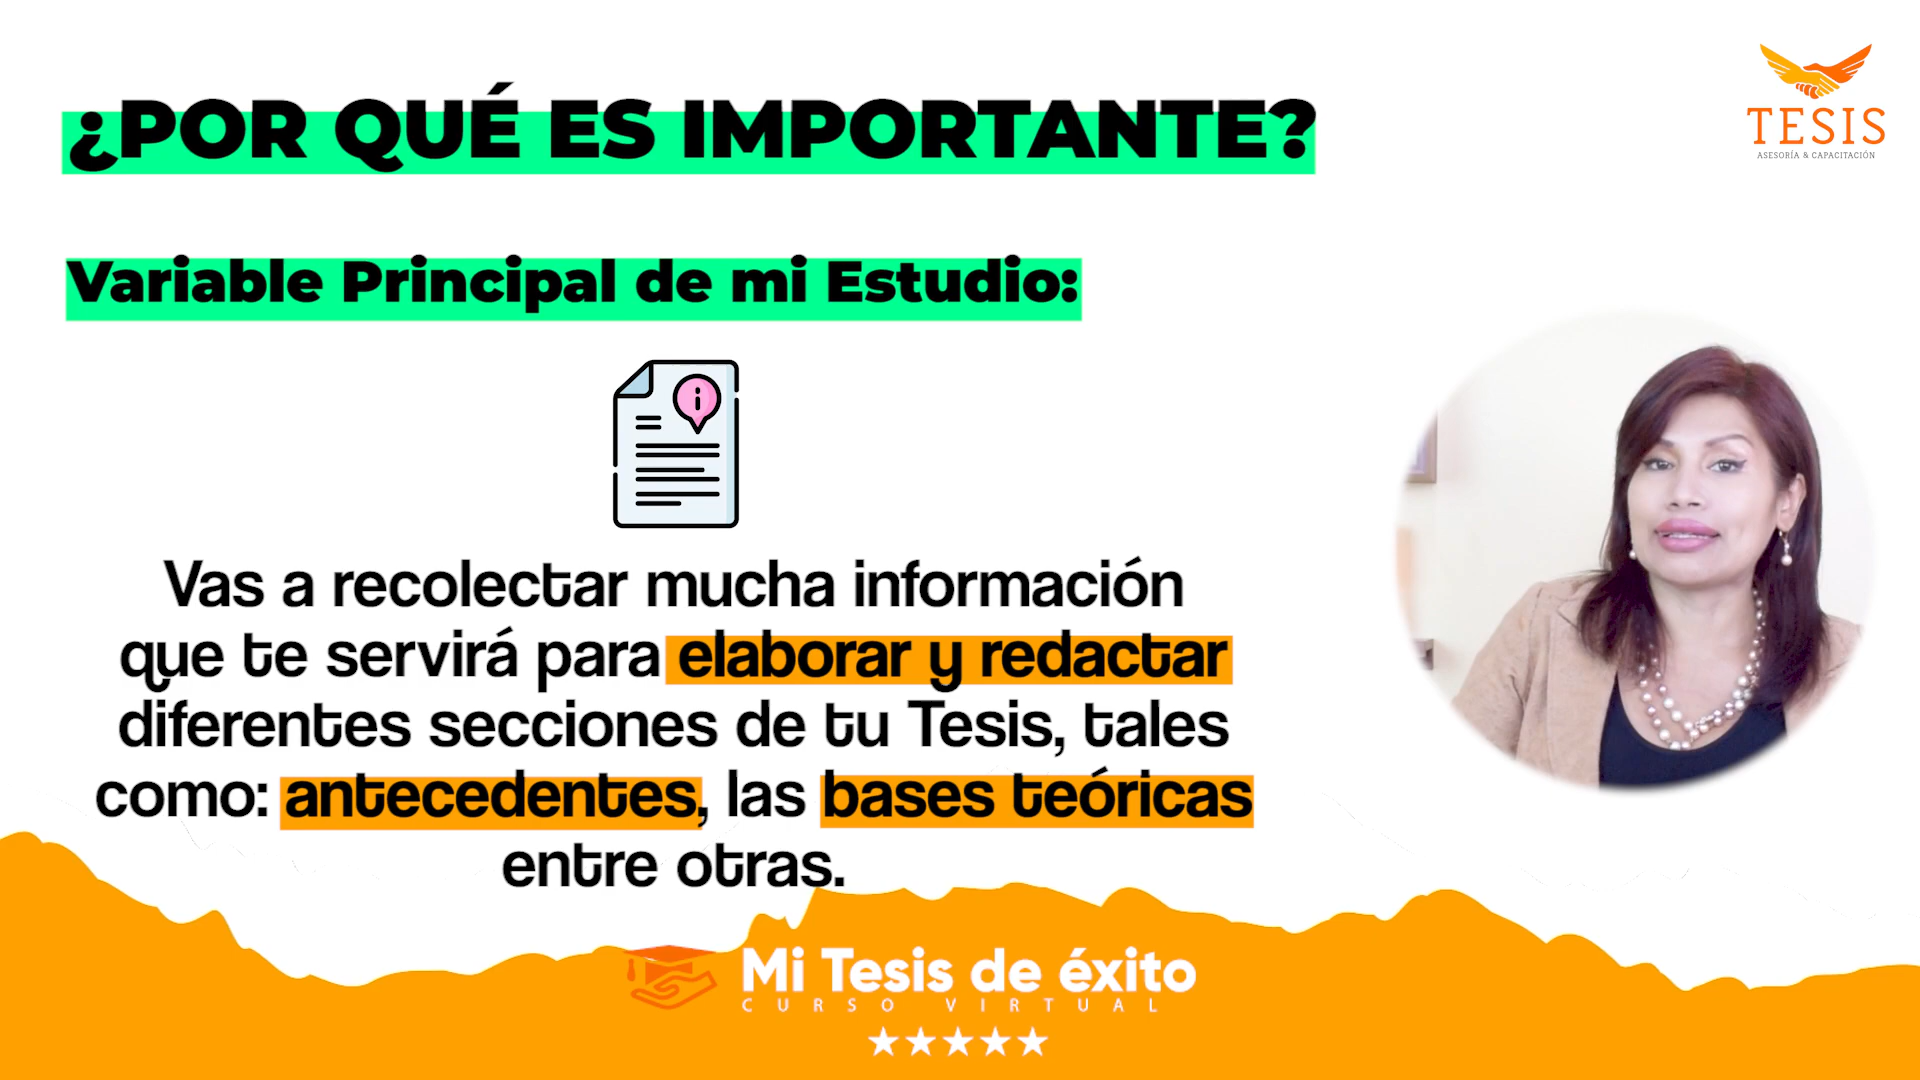 ¿POR QUÉ ES IMPORTANTE?
TESIS
ASESORÍA & CAPACITACIÓN
Variable Principal de mi Estudio:
i
Vas a recolectar mucha información
que te servirá para elaborar y redactar
diferentes secciones de tu Tesis, tales
como: antecedentes, las bases teóricas
entre otras.
Mi Tesis de éxito
CURSO VIRTUAL